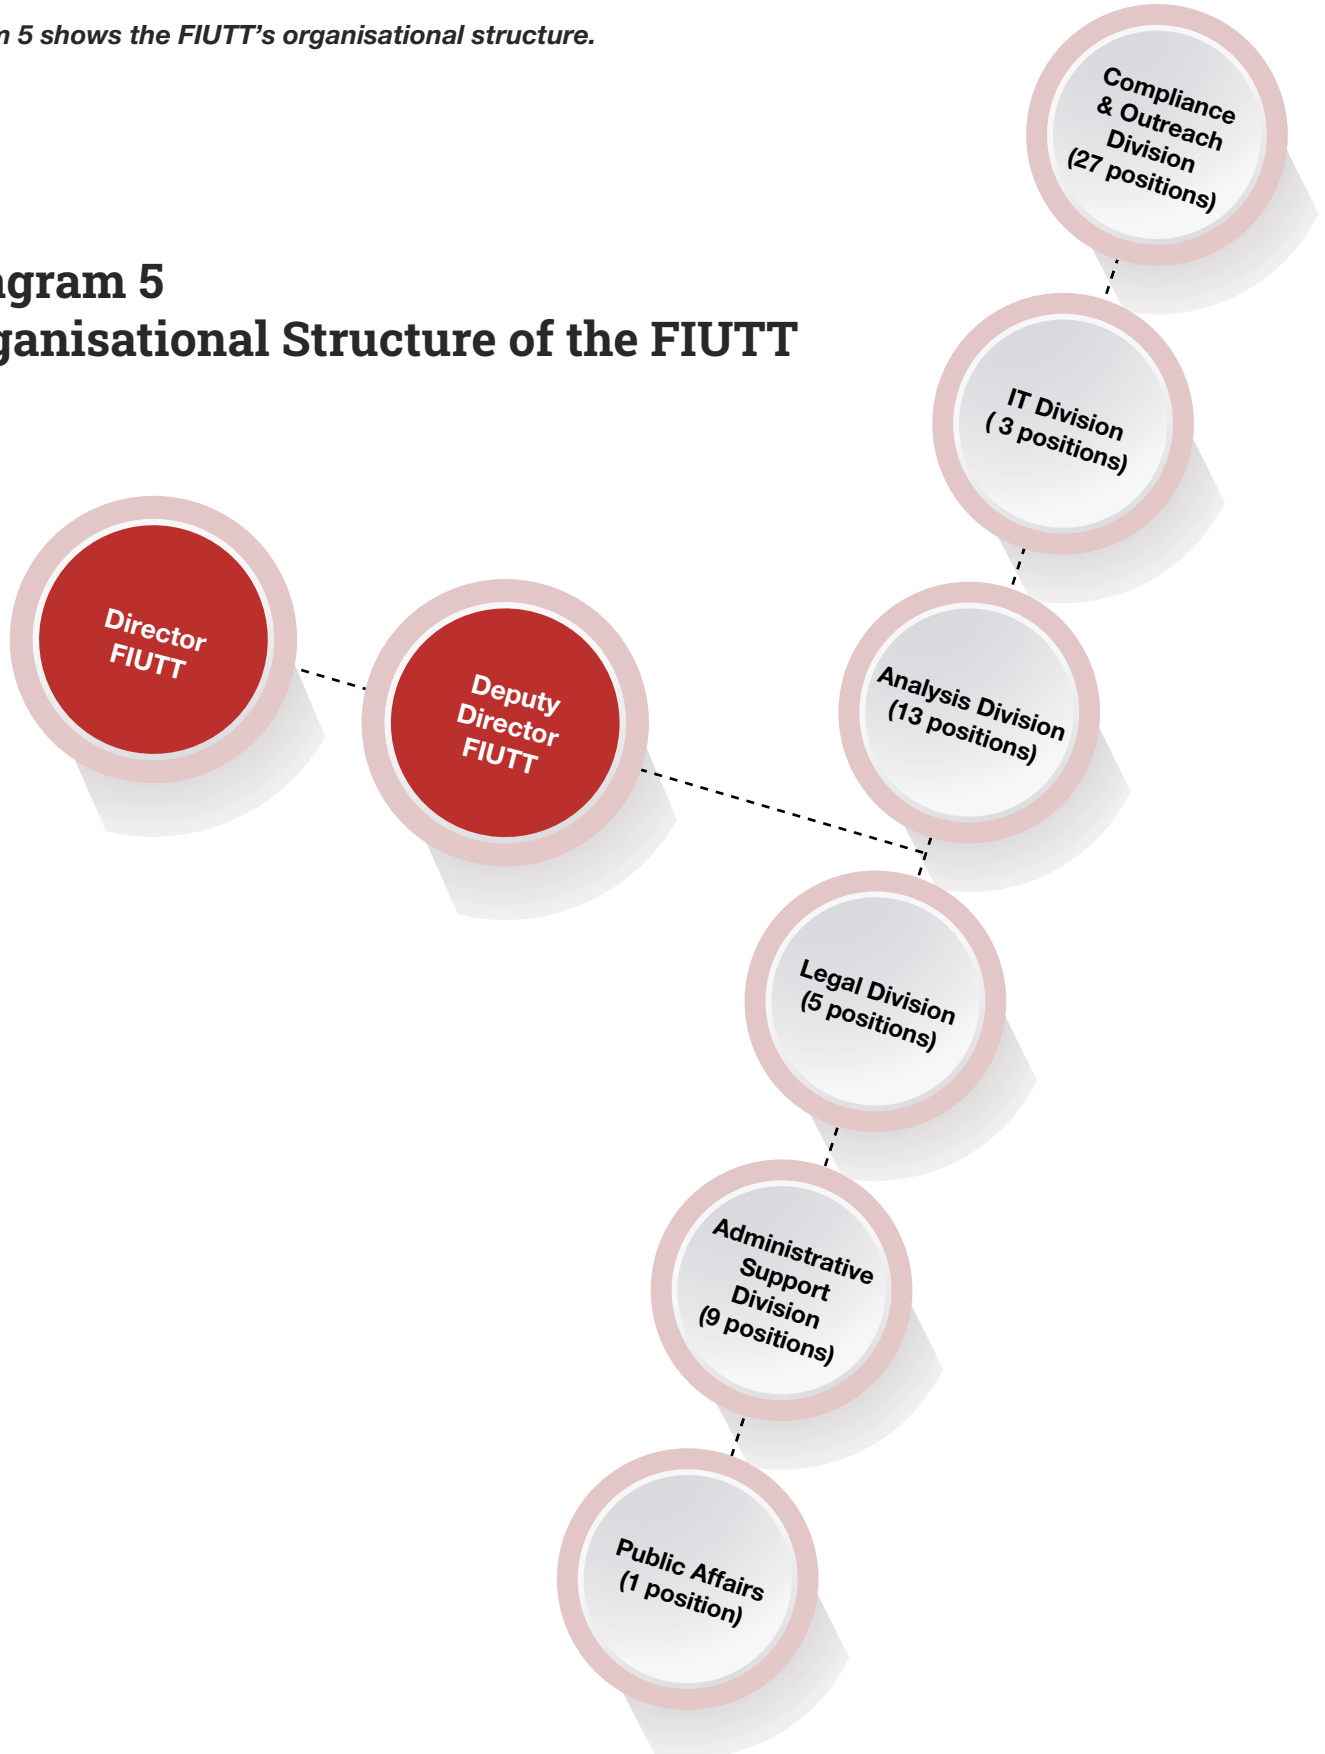 5 shows the FIUTT's organisational structure.
Compliance
& Outreach
Division
(27 positions)
agram 5
ganisational Structure of the FIUTT
IT Division
( 3 positions)
Director
FIUTT
Deputy
Director
FIUTT
Analysis Division
(13 positions)
Legal Division
(5 positions)
Administrative
Support
Division
(9 positions)
Public Affairs
(1 position)